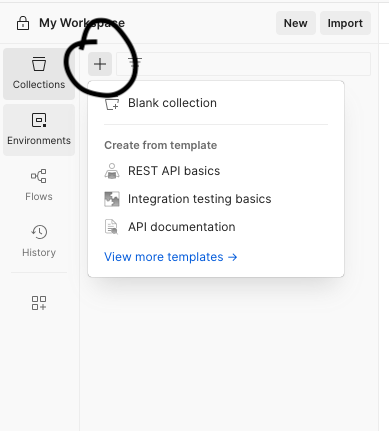 My Workspace
New
Import
Collections
Blank collection
Environments
Create from template
REST API basics
Flows
Integration testing basics
API documentation
History
View more templates →